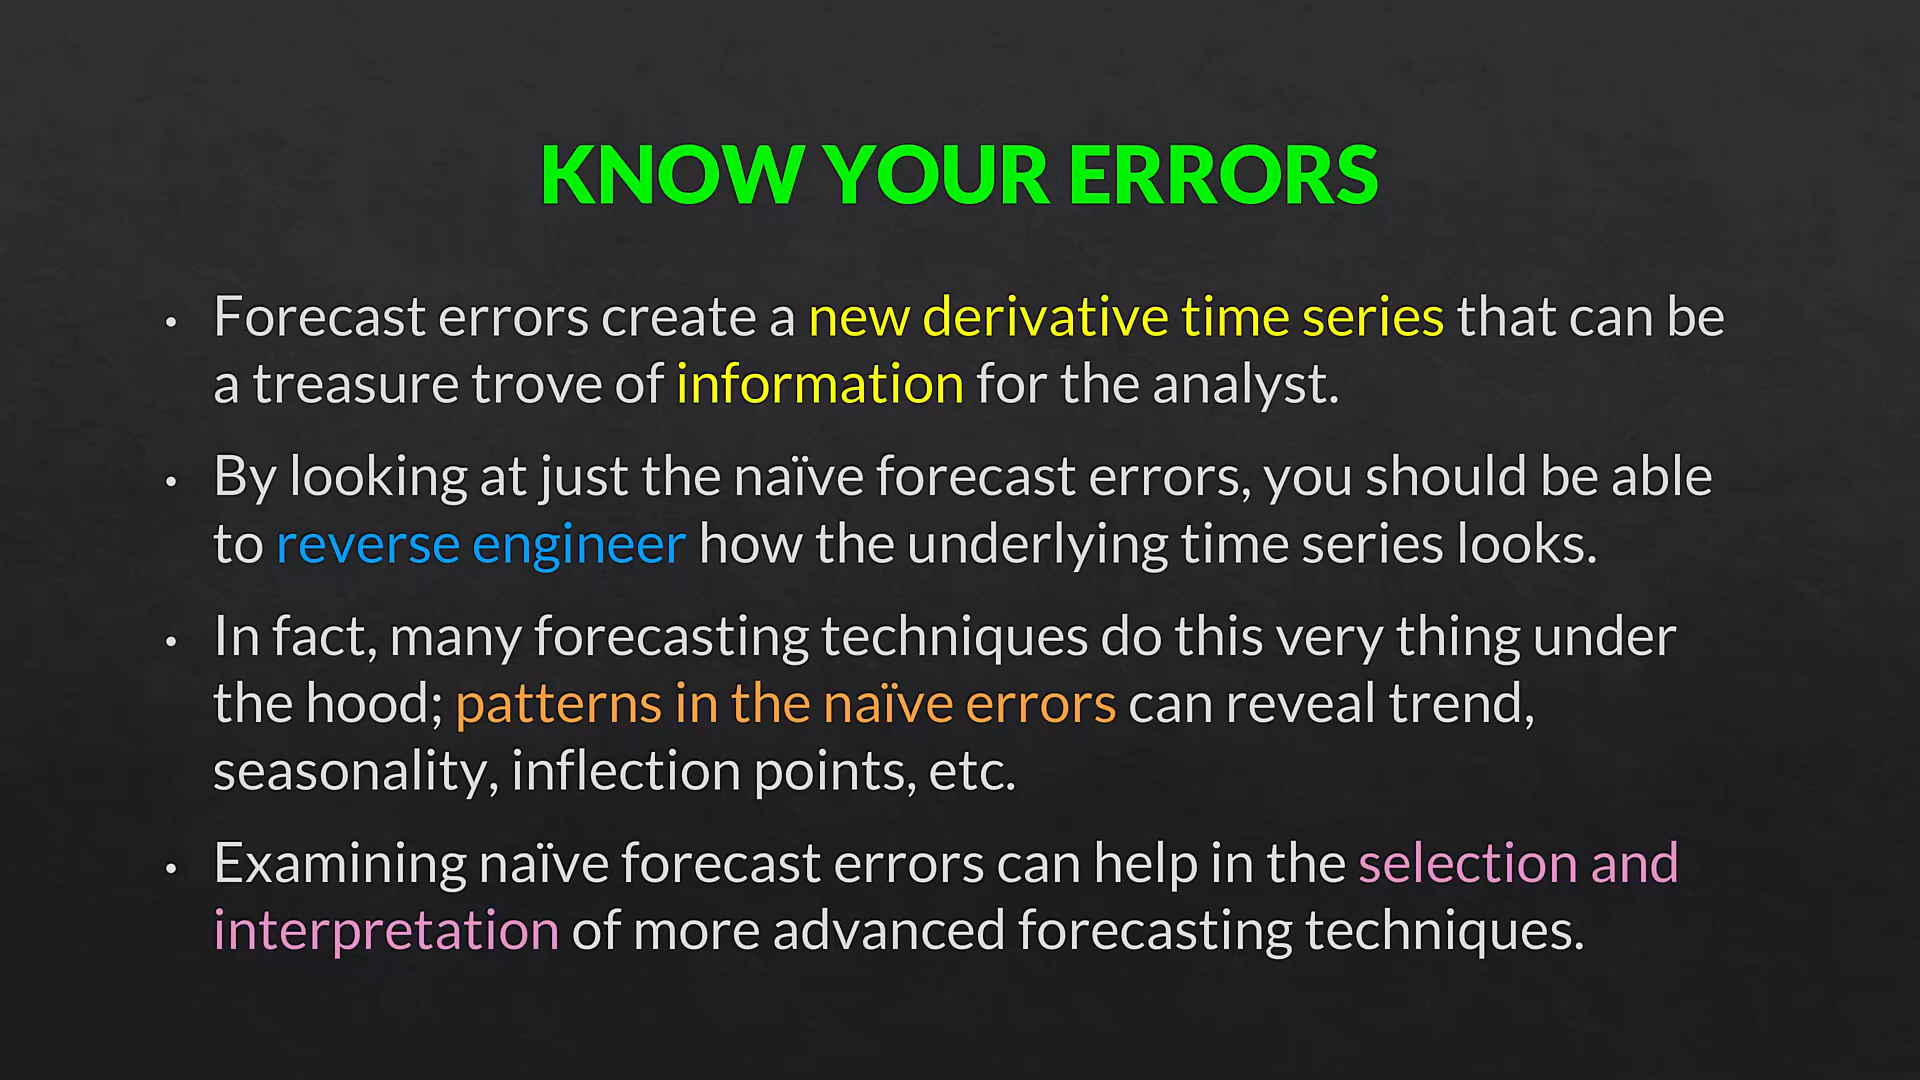 KNOW YOUR ERRORS
• Forecast errors create a new derivative time series that can be
a treasure trove of information for the analyst.
• By looking at just the naïve forecast errors, you should be able
to reverse engineer how the underlying time series looks.
• In fact, many forecasting techniques do this very thing under
the hood; patterns in the naïve errors can reveal trend,
seasonality, inflection points, etc.
• Examining naïve forecast errors can help in the selection and
interpretation of more advanced forecasting techniques.